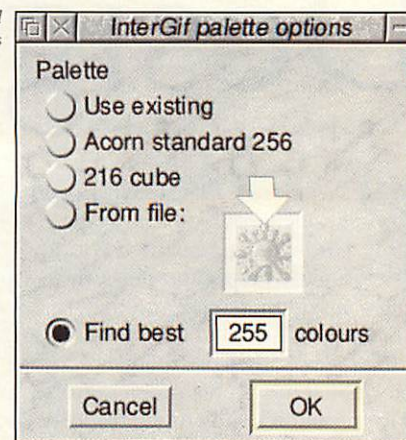 InterGif palette options
Palette
Use existing
Acorn standard 256
216 cube
From file:
Find best 255 colours
Cancel OK